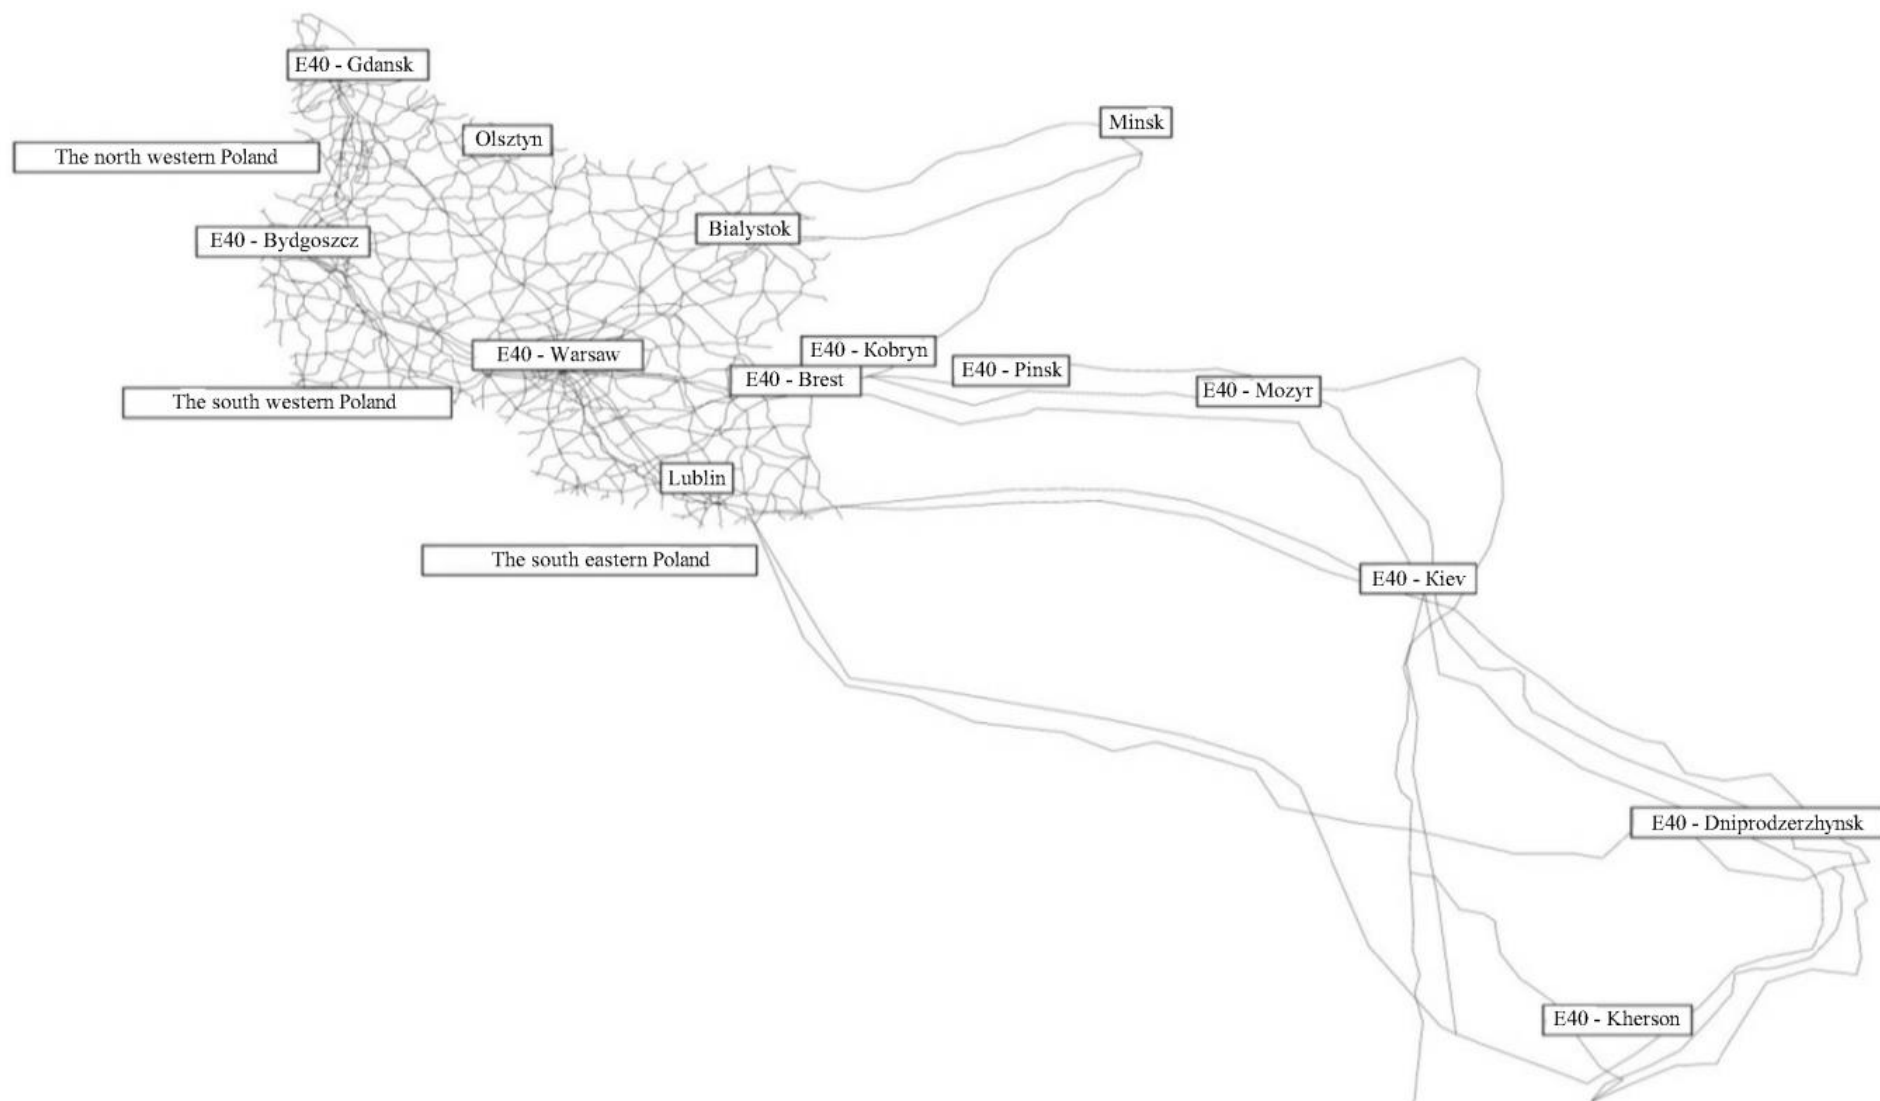 E40 - Gdansk
Minsk
Olsztyn
The north western Poland
Bialystok
E40 - Bydgoszcz
E40 - Kobryn
E40 - Warsaw
E40 - Pinsk
E40 - Brest
E40 - Mozyr
The south western Poland
Lublin
The south eastern Poland
E40 - Kiev
E40 - Dniprodzerzhynsk
E40 - Kherson